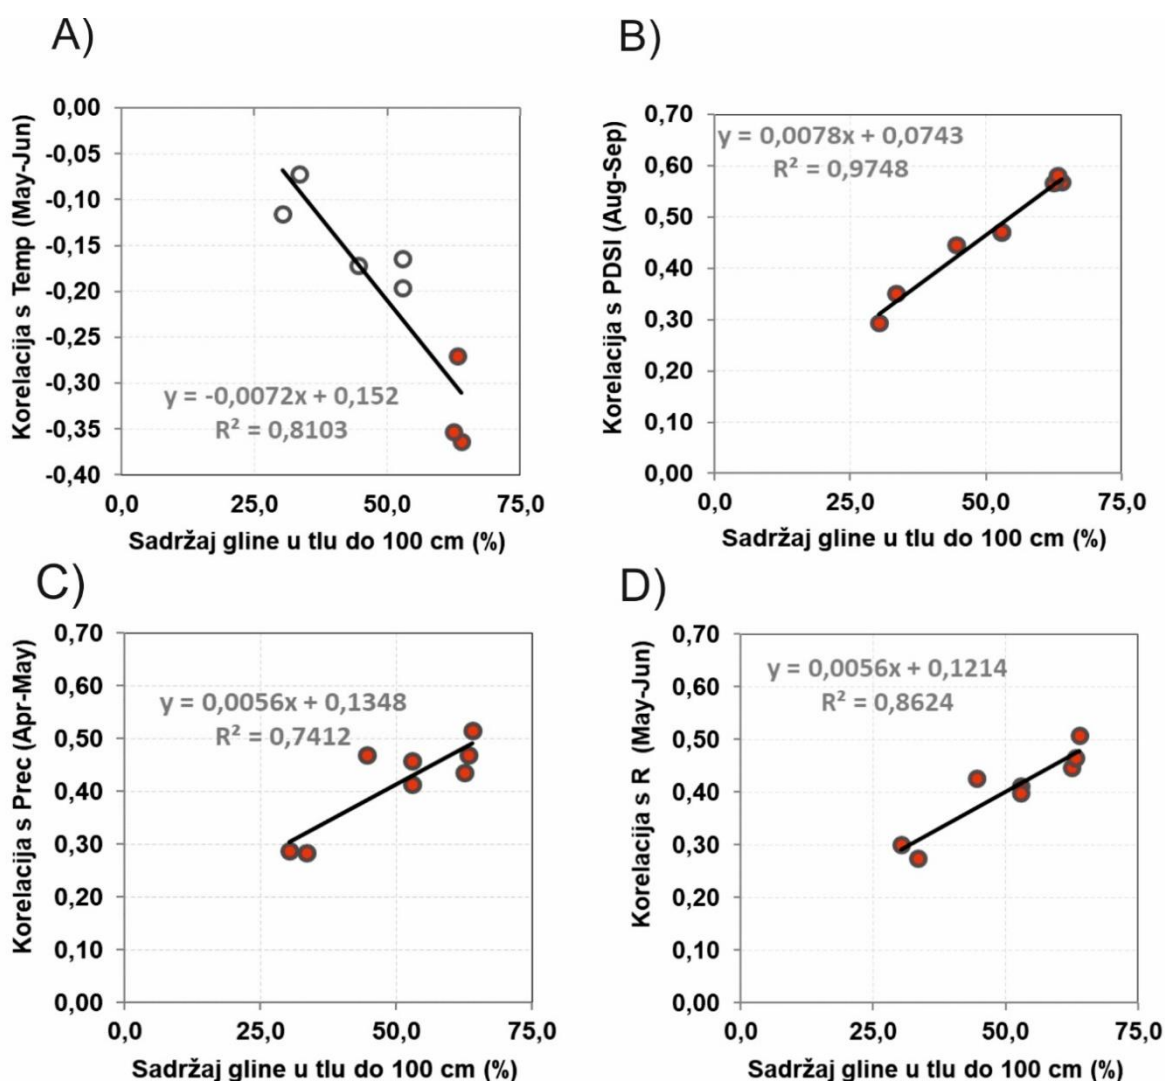 A)
0,00
-0,05
-0,10
-0,15
-0,20
-0,25
-0,30
-0,35
-0,40
Korelacija s Temp (May-Jun)
y = -0,0072x + 0,152
R² = 0,8103
0,0
25,0
50,0
75,0
Sadržaj gline u tlu do 100 cm (%)
B)
0,70
0,60
0,50
0,40
0,30
0,20
0,10
0,00
Korelacija s PDSI (Aug-Sep)
y = 0,0078x + 0,0743
R² = 0,9748
0,0
25,0
50,0
75,0
Sadržaj gline u tlu do 100 cm (%)
C)
0,70
0,60
0,50
0,40
0,30
0,20
0,10
0,00
Korelacija s Prec (Apr-May)
y = 0,0056x + 0,1348
R² = 0,7412
0,0
25,0
50,0
75,0
Sadržaj gline u tlu do 100 cm (%)
D)
0,70
0,60
0,50
0,40
0,30
0,20
0,10
0,00
Korelacija s R (May-Jun)
y = 0,0056x + 0,1214
R² = 0,8624
0,0
25,0
50,0
75,0
Sadržaj gline u tlu do 100 cm (%)